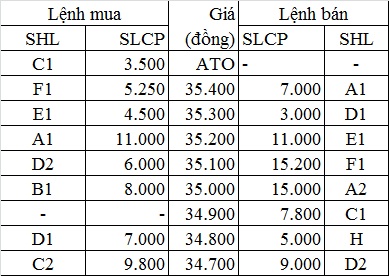 Lệnh mua Giá (đồng) Lệnh bán
SHL SLCP SLCP SHL
C1 3.500 ATO - -
F1 5.250 35.400 7.000 A1
E1 4.500 35.300 3.000 D1
A1 11.000 35.200 11.000 E1
D2 6.000 35.100 15.200 F1
B1 8.000 35.000 15.000 A2
- - 34.900 7.800 C1
D1 7.000 34.800 5.000 H
C2 9.800 34.700 9.000 D2